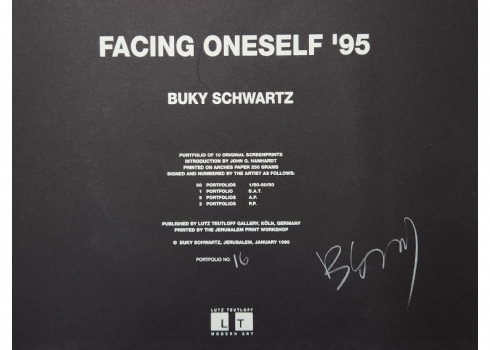 FACING ONESELF '95
BUKY SCHWARTZ
PORTFOLIO OF 10 ORIGINAL SCREENPRINTS
INTRODUCTION BY JOHN G. HANHARDT
PRINTED ON ARCHES PAPER 250 GRAMS
SIGNED AND NUMBERED BY THE ARTIST AS FOLLOWS:
50 PORTFOLIOS 1/50-50/50
1 PORTFOLIO B.A.T.
5 PORTFOLIOS A.P.
2 PORTFOLIOS P.P.
PUBLISHED BY LUTZ TEUTLOFF GALLERY, KÖLN, GERMANY
PRINTED BY THE JERUSALEM PRINT WORKSHOP
© BUKY SCHWARTZ, JERUSALEM, JANUARY
PORTFOLIO NO. 16
LUTZ TEUTLOFF
L T
MODERN ART